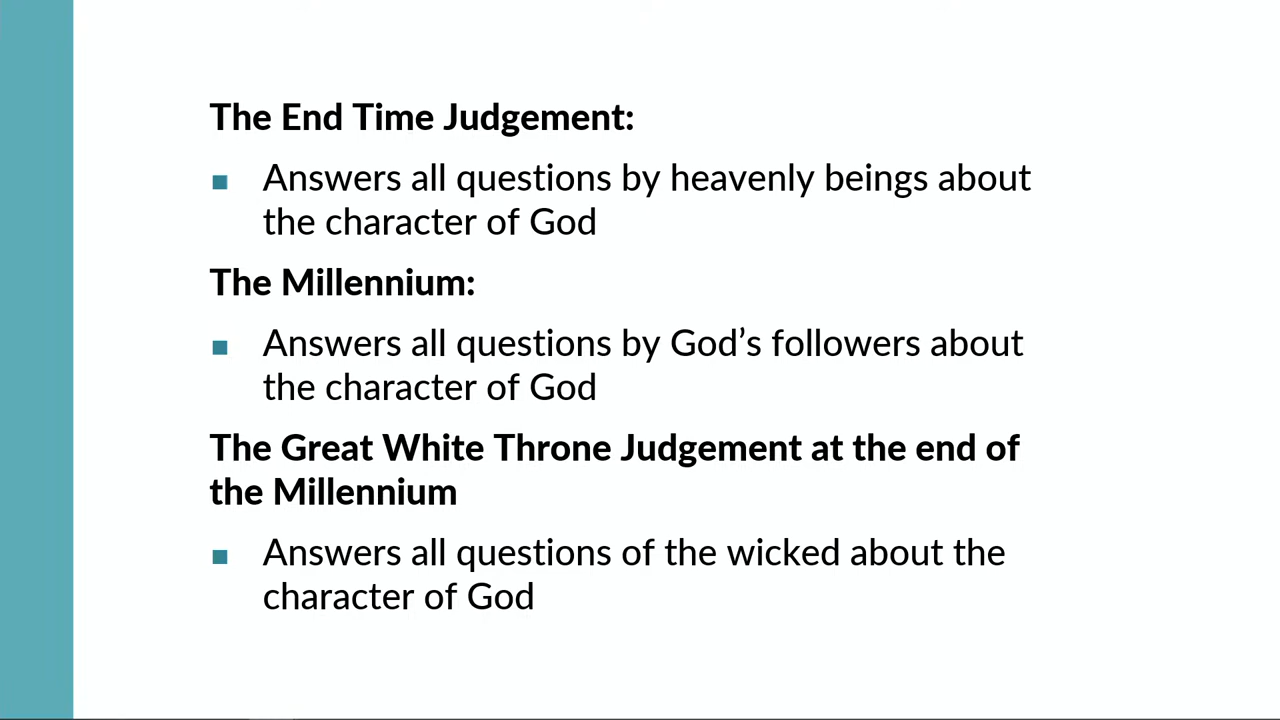 The End Time Judgement:
▪ Answers all questions by heavenly beings about
the character of God
The Millennium:
▪ Answers all questions by God’s followers about
the character of God
The Great White Throne Judgement at the end of
the Millennium
▪ Answers all questions of the wicked about the
character of God